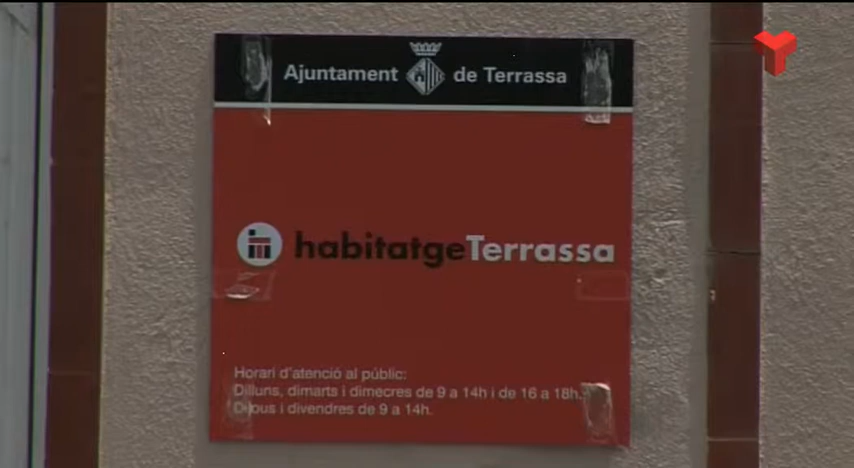 Ajuntament de Terrassa
habitatgeTerrassa
Horari d'atenció al públic:
Dilluns, dimarts i dimecres de 9 a 14h i de 16 a 18h.
Dijous i divendres de 9 a 14h.